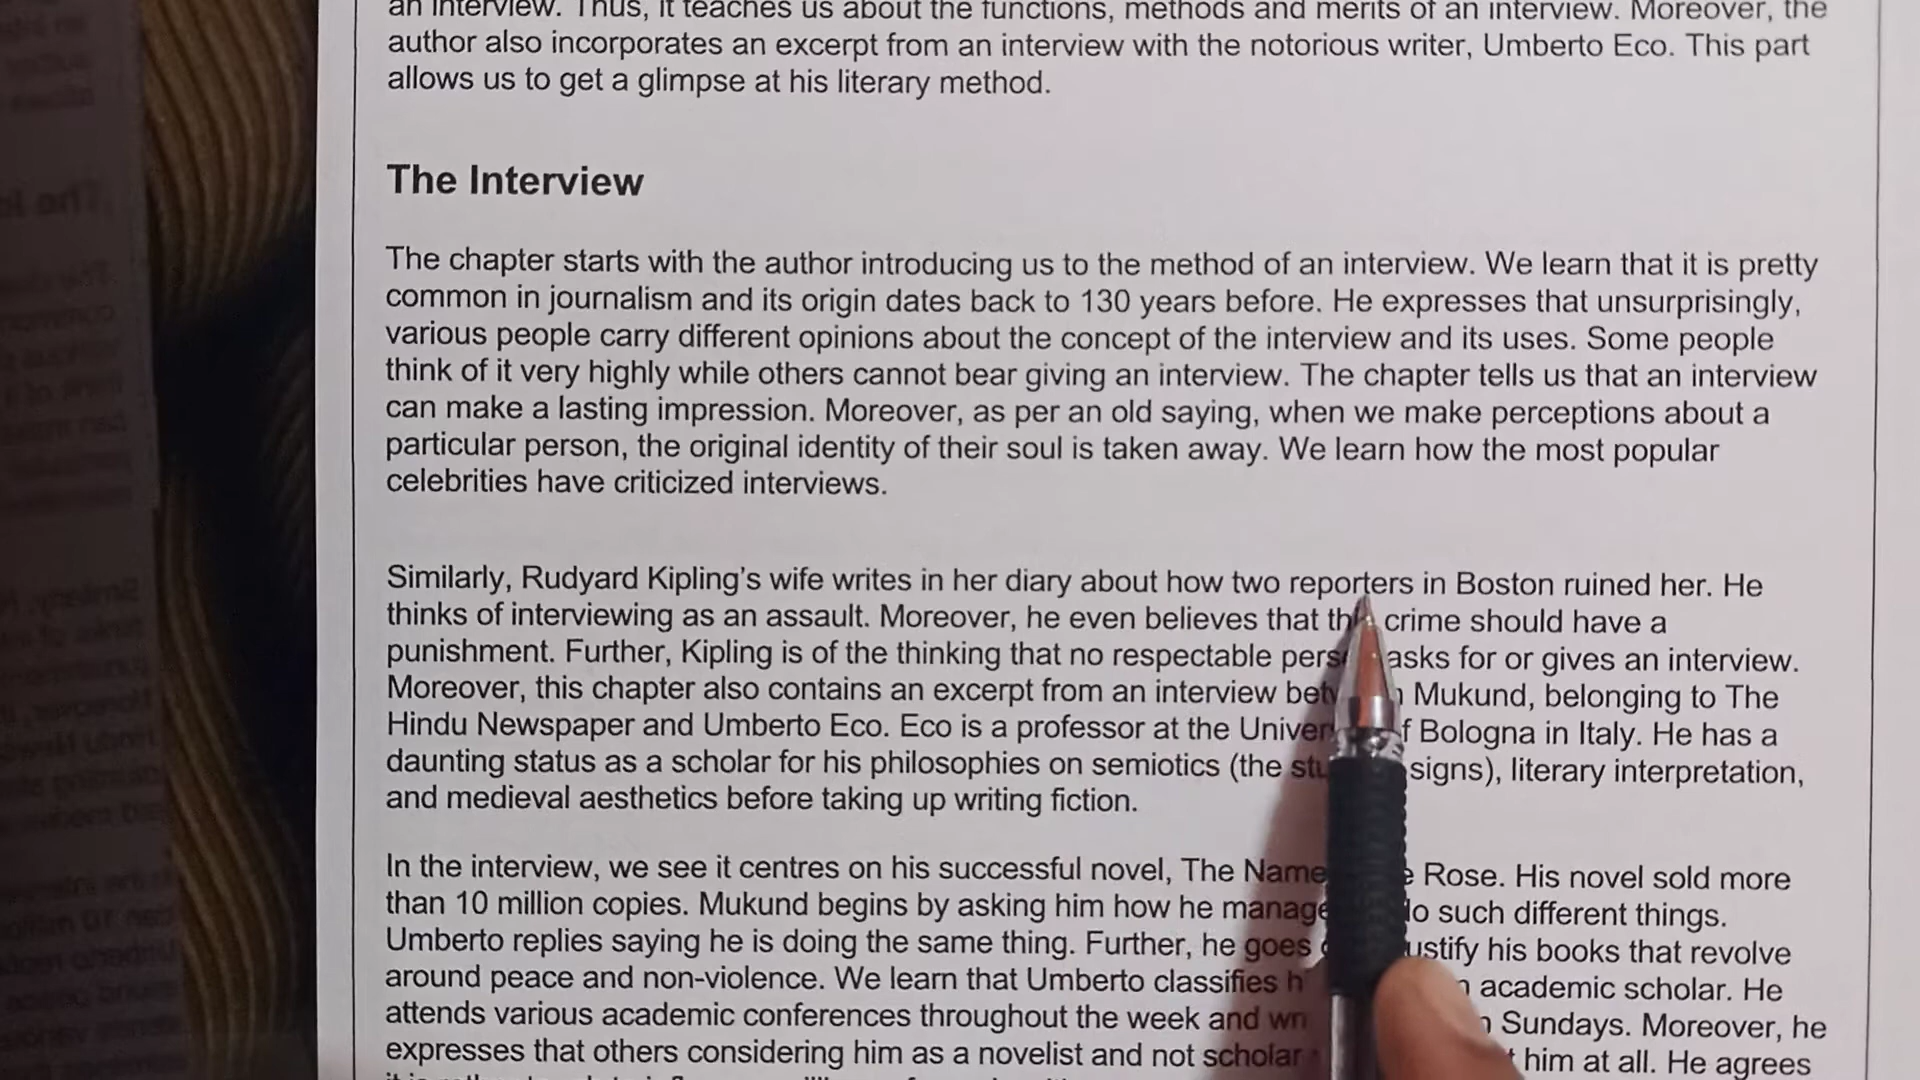 an interview. Thus, it teaches us about the functions, methods and merits of an interview. Moreover, the
author also incorporates an excerpt from an interview with the notorious writer, Umberto Eco. This part
allows us to get a glimpse at his literary method.
The Interview
The chapter starts with the author introducing us to the method of an interview. We learn that it is pretty
common in journalism and its origin dates back to 130 years before. He expresses that unsurprisingly,
various people carry different opinions about the concept of the interview and its uses. Some people
think of it very highly while others cannot bear giving an interview. The chapter tells us that an interview
can make a lasting impression. Moreover, as per an old saying, when we make perceptions about a
particular person, the original identity of their soul is taken away. We learn how the most popular
celebrities have criticized interviews.
Similarly, Rudyard Kipling's wife writes in her diary about how two reporters in Boston ruined her. He
thinks of interviewing as an assault. Moreover, he even believes that crime should have a
punishment. Further, Kipling is of the thinking that no respectable asks for or gives an interview.
Moreover, this chapter also contains an excerpt from an interview Mukund, belonging to The
Hindu Newspaper and Umberto Eco. Eco is a professor at the Bologna in Italy. He has a
daunting status as a scholar for his philosophies on semiotics (the signs), literary interpretation,
and medieval aesthetics before taking up writing fiction.
In the interview, we see it centres on his successful novel, The Name Rose. His novel sold more
than 10 million copies. Mukund begins by asking him how he such different things.
Umberto replies saying he is doing the same thing. Further, he goes his books that revolve
around peace and non-violence. We learn that Umberto classifies academic scholar. He
attends various academic conferences throughout the week and Sundays. Moreover, he
expresses that others considering him as a novelist and not scholar him at all. He agrees